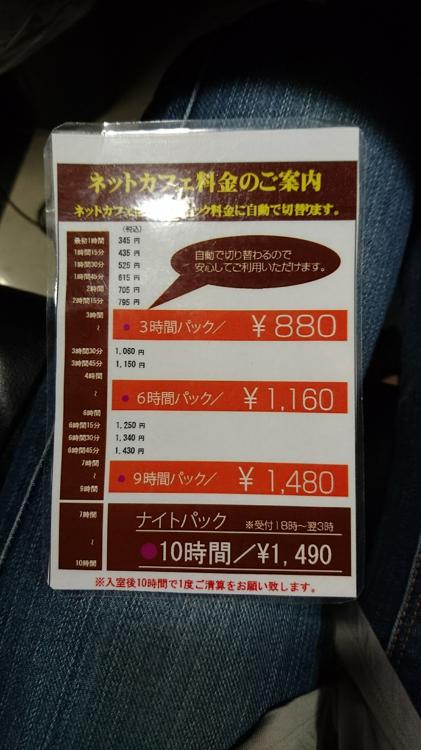 ネットカフェ料金のご案内
ネットカフェは ック料金に自動で切替ります。
(税込)
最初1時間 345 円
1時間15分 435 円
1時間30分 525 円
1時間45分 615 円
2時間 705 円
2時間15分 795 円
自動で切り替わるので
安心してご利用いただけます。
3時間
~
●3時間パック/ ¥880
3時間30分 1,060 円
3時間45分 1,150 円
4時間
~
●6時間パック/ ¥1,160
6時間
6時間15分 1,250 円
6時間30分 1,340 円
6時間45分 1,430 円
7時間
~
●9時間パック/ ¥1,480
9時間
7時間
~
10時間
ナイトパック ※受付18時~翌3時
●10時間/¥1,490
※入室後10時間で1度ご清算をお願い致します。